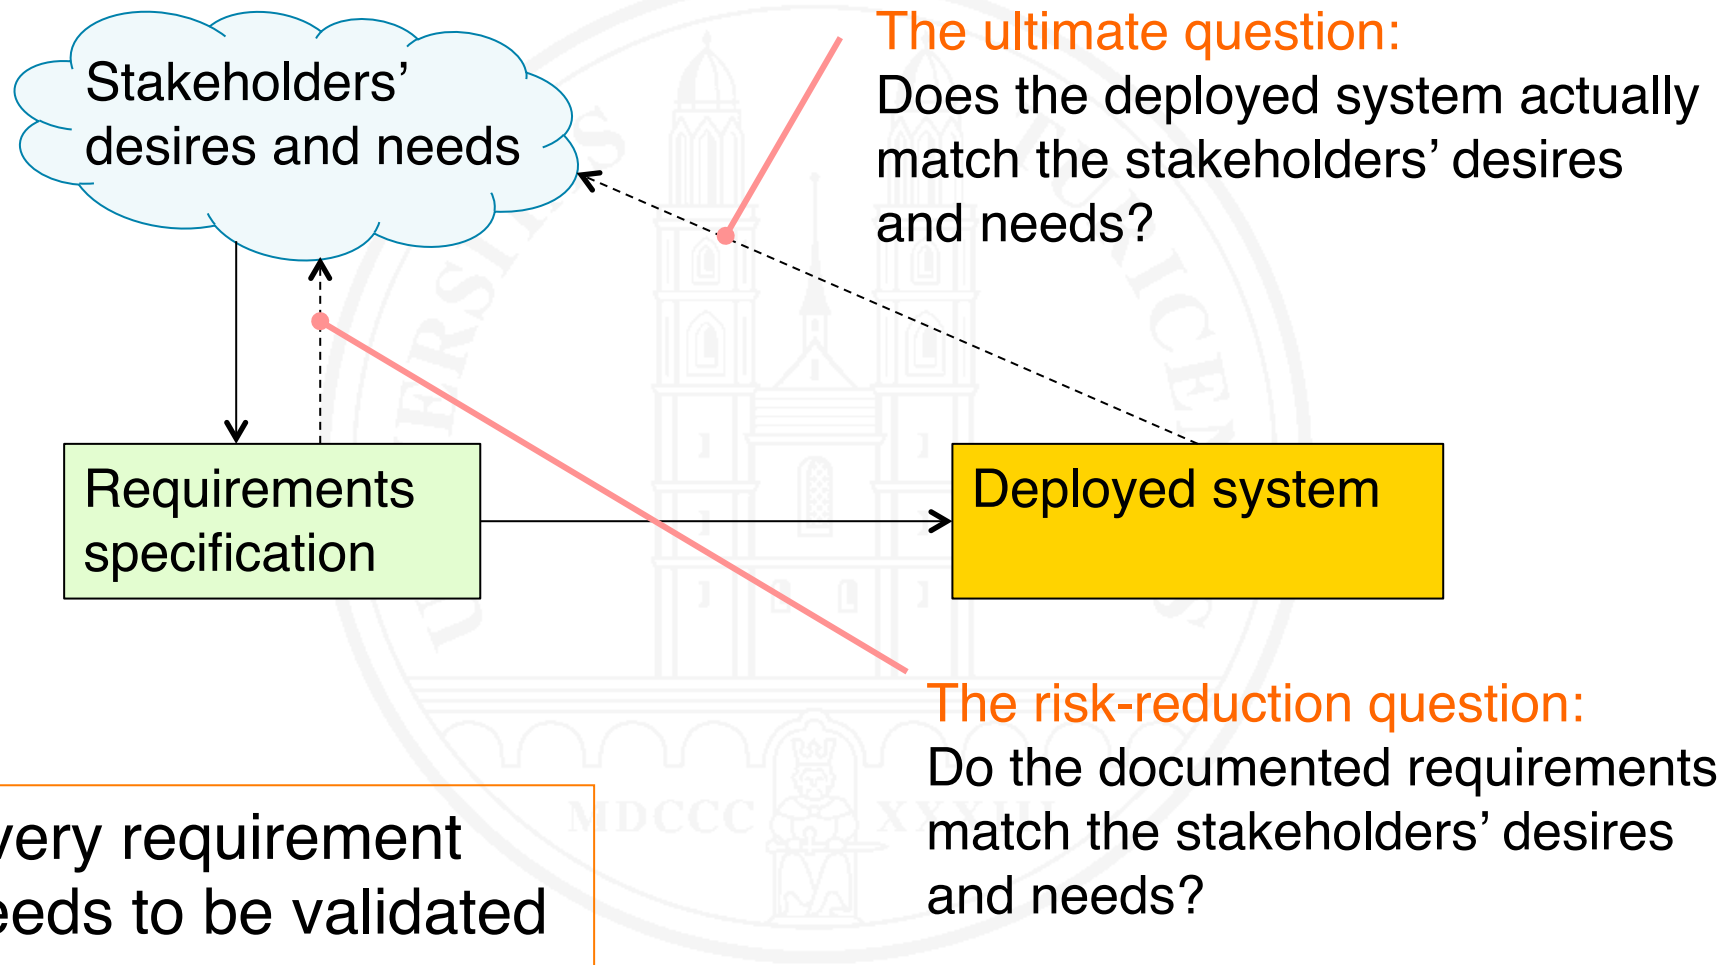 Stakeholders’
desires and needs
The ultimate question:
Does the deployed system actually
match the stakeholders’ desires
and needs?
Requirements
specification
Deployed system
The risk-reduction question:
Do the documented requirements
match the stakeholders’ desires
and needs?
very requirement
eeds to be validated
MDCCC XXXIII